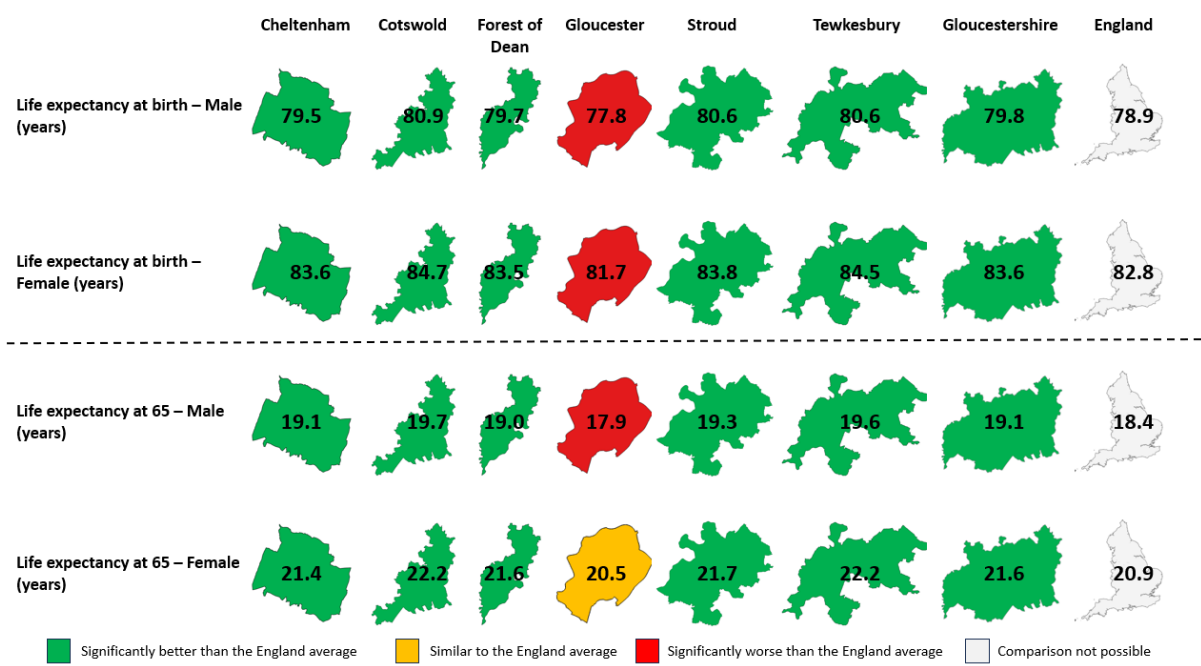 Cheltenham Cotswold Forest of Gloucester Stroud Tewkesbury Gloucestershire England
Dean
Life expectancy at birth – Male
(years)
79.5 80.9 79.7 77.8 80.6 80.6 79.8 78.9
Life expectancy at birth –
Female (years)
83.6 84.7 83.5 81.7 83.8 84.5 83.6 82.8
Life expectancy at 65 – Male
(years)
19.1 19.7 19.0 17.9 19.3 19.6 19.1 18.4
Life expectancy at 65 – Female
(years)
21.4 22.2 21.6 20.5 21.7 22.2 21.6 20.9
Significantly better than the England average Similar to the England average Significantly worse than the England average Comparison not possible